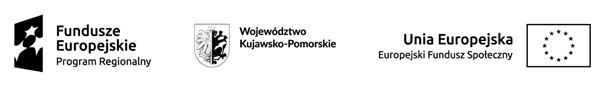 Fundusze
Europejskie
Program Regionalny
Województwo
Kujawsko-Pomorskie
Unia Europejska
Europejski Fundusz Społeczny